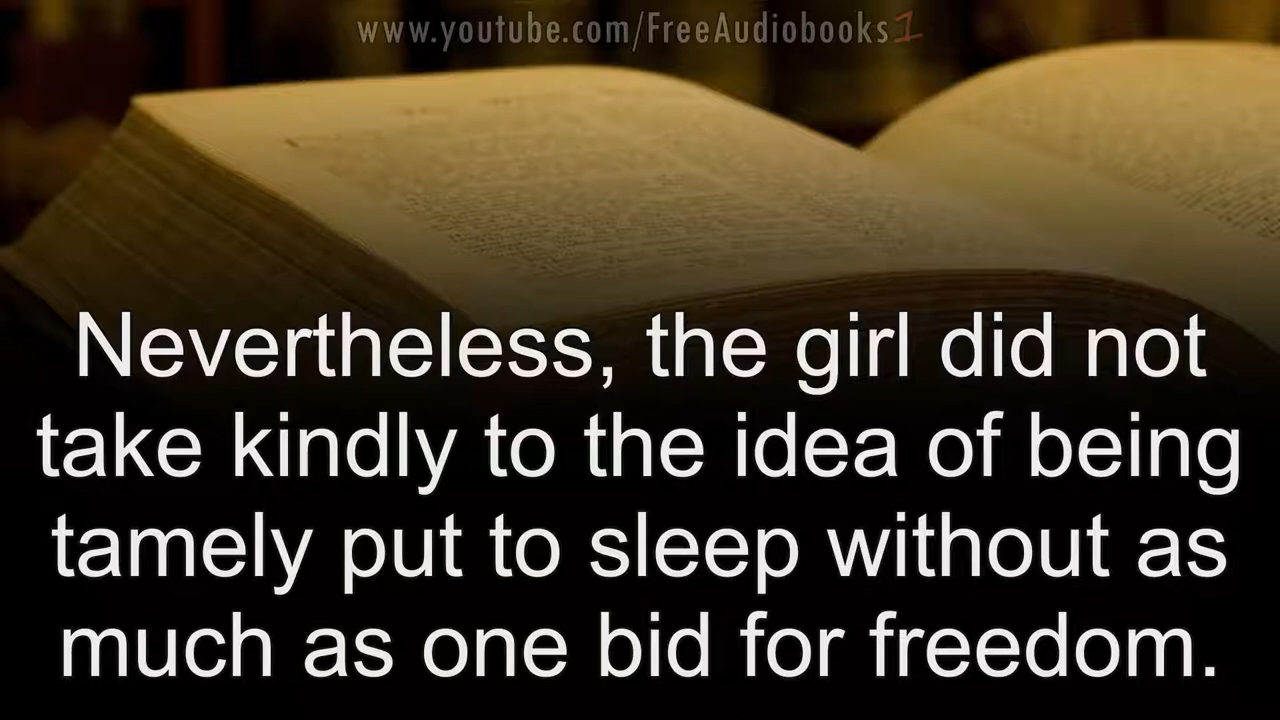 www.youtube.com/FreeAudiobooks1
Nevertheless, the girl did not
take kindly to the idea of being
tamely put to sleep without as
much as one bid for freedom.